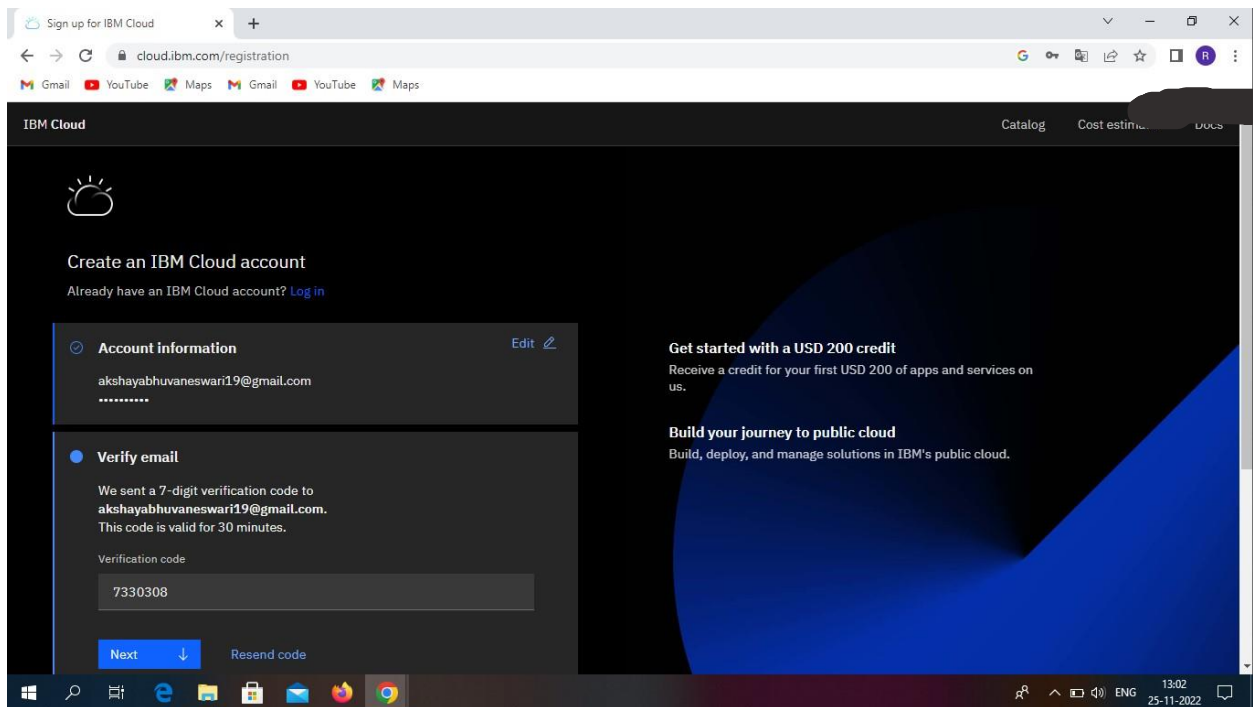 Sign up for IBM Cloud
cloud.ibm.com/registration
G
R
Gmail YouTube Maps Gmail YouTube Maps
IBM Cloud
Catalog Cost Docs
Create an IBM Cloud account
Already have an IBM Cloud account? Log in
Account information
Edit
akshayabhuvaneswari19@gmail.com
••••••••••
Verify email
We sent a 7-digit verification code to
akshayabhuvaneswari19@gmail.com.
This code is valid for 30 minutes.
Verification code
7330308
Next
Resend code
Get started with a USD 200 credit
Receive a credit for your first USD 200 of apps and services on
us.
Build your journey to public cloud
Build, deploy, and manage solutions in IBM's public cloud.
ENG
13:02
25-11-2022